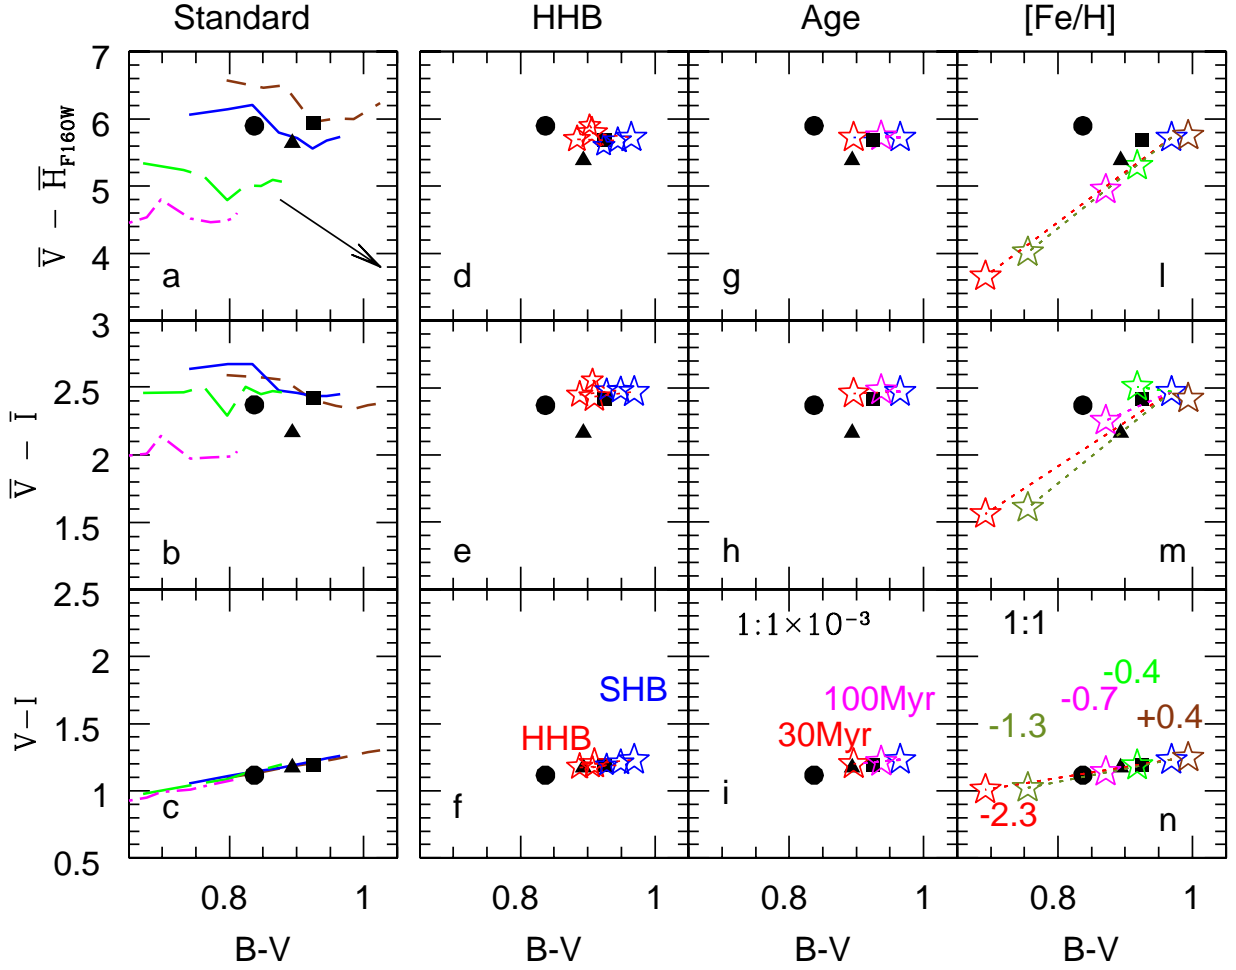 Standard HHB Age [Fe/H]
7
6
5
4
V̅ − H̅F160W
a d g l
3
2.5
2
1.5
V̅ − I̅
b e h m
2.5
2
1.5
1
0.5
V−I
1:1×10⁻³ 1:1
SHB
HHB
100Myr
30Myr
-0.4
-0.7
-1.3
+0.4
-2.3
c f i n
0.8 1 0.8 1 0.8 1 0.8 1
B-V B-V B-V B-V